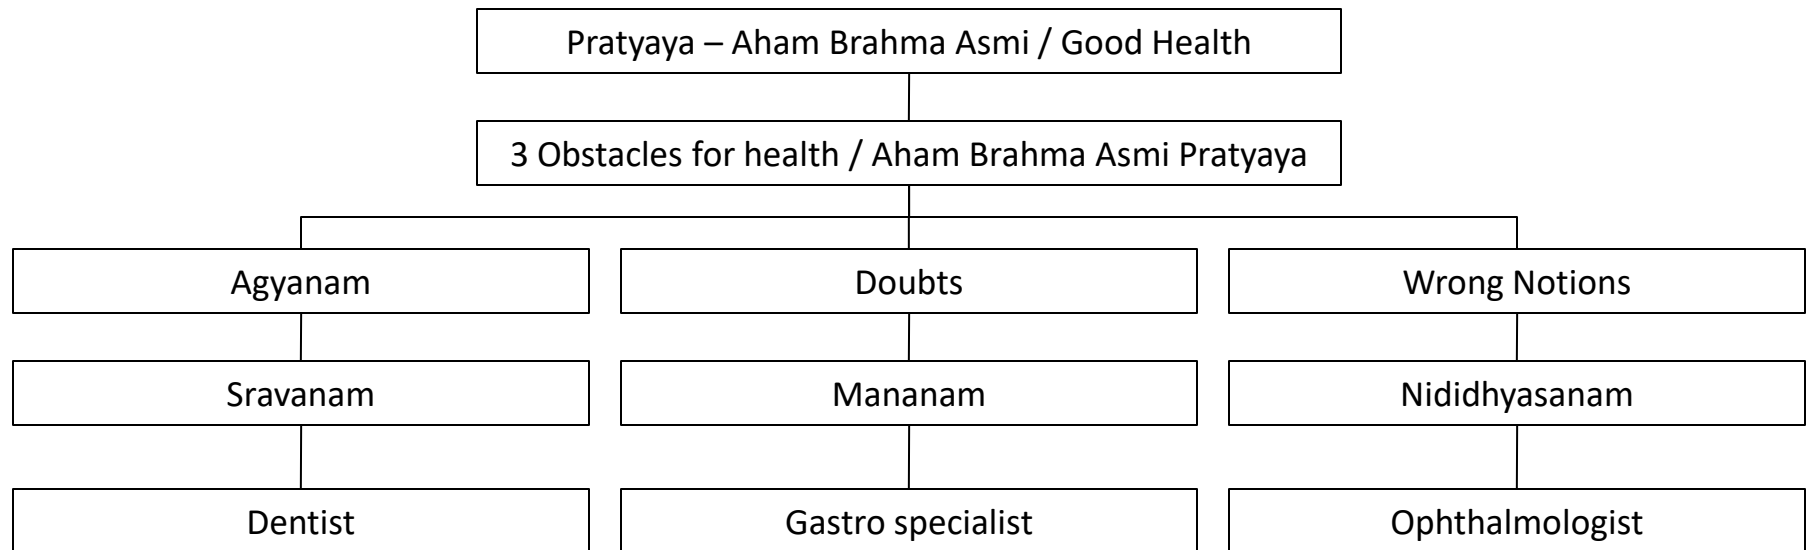 Pratyaya – Aham Brahma Asmi / Good Health
3 Obstacles for health / Aham Brahma Asmi Pratyaya
Agyanam
Doubts
Wrong Notions
Sravanam
Mananam
Nididhyasanam
Dentist
Gastro specialist
Ophthalmologist